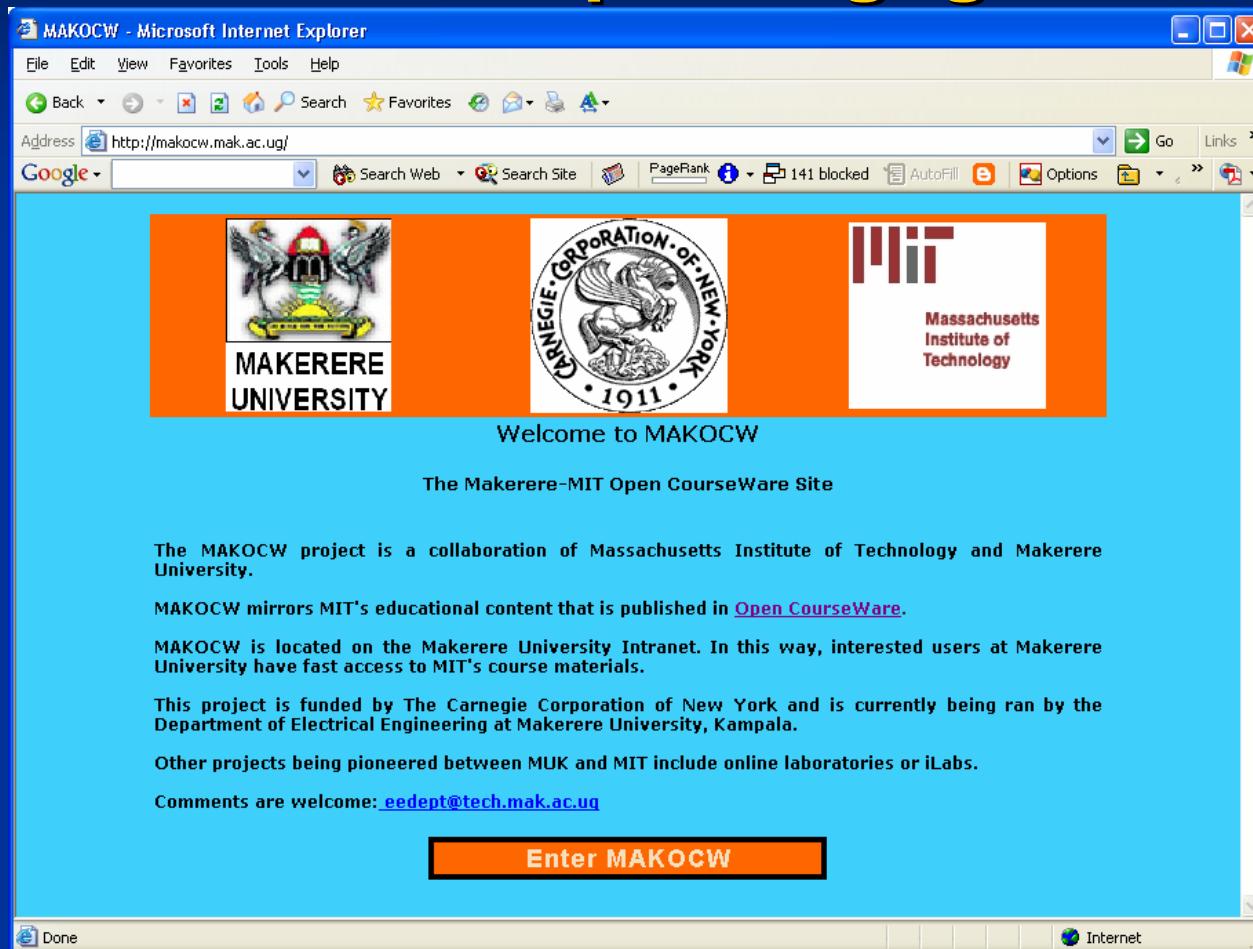 MAKOCW - Microsoft Internet Explorer
File Edit View Favorites Tools Help
Back Search Favorites
Address http://makocw.mak.ac.ug/ Go Links
Google Search Web Search Site PageRank 141 blocked AutoFill Options
MAKERERE
UNIVERSITY
CARNEGIE · CORPORATION · OF · NEW · YORK
· 1911 ·
MIT
Massachusetts
Institute of
Technology
Welcome to MAKOCW
The Makerere-MIT Open CourseWare Site
The MAKOCW project is a collaboration of Massachusetts Institute of Technology and Makerere
University.
MAKOCW mirrors MIT's educational content that is published in Open CourseWare.
MAKOCW is located on the Makerere University Intranet. In this way, interested users at Makerere
University have fast access to MIT's course materials.
This project is funded by The Carnegie Corporation of New York and is currently being ran by the
Department of Electrical Engineering at Makerere University, Kampala.
Other projects being pioneered between MUK and MIT include online laboratories or iLabs.
Comments are welcome: eedept@tech.mak.ac.ug
Enter MAKOCW
Done Internet